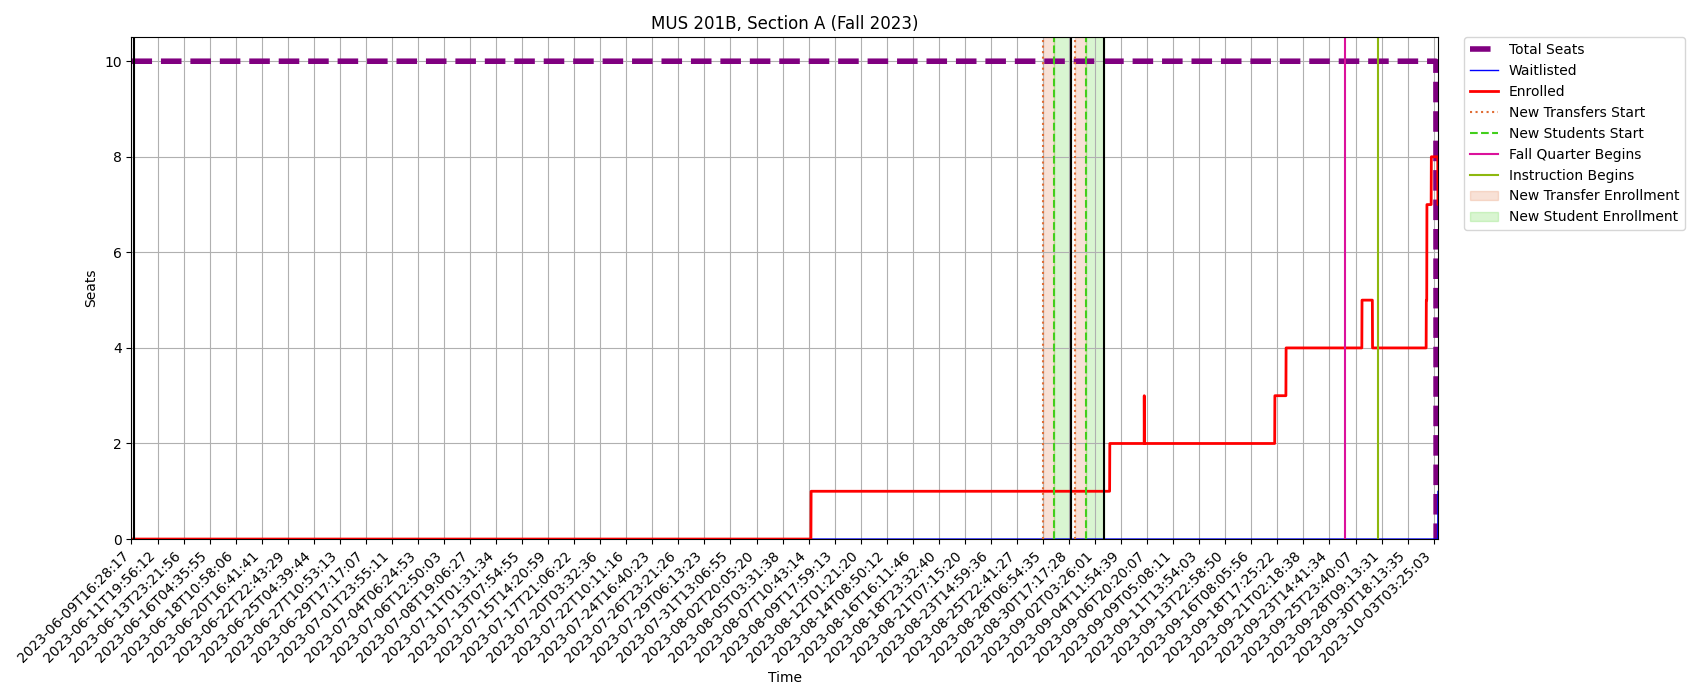 MUS 201B, Section A (Fall 2023)
Seats
10
8
6
4
2
0
2023-06-09T16:28:17
2023-06-11T19:56:12
2023-06-13T23:21:56
2023-06-16T04:35:55
2023-06-18T10:58:06
2023-06-20T16:41:41
2023-06-22T22:43:29
2023-06-25T04:39:44
2023-06-27T10:53:13
2023-06-29T17:17:07
2023-07-01T23:55:11
2023-07-04T06:24:53
2023-07-06T12:50:03
2023-07-08T19:06:27
2023-07-11T01:31:34
2023-07-13T07:54:55
2023-07-15T14:20:59
2023-07-17T21:06:22
2023-07-20T03:32:36
2023-07-22T10:11:16
2023-07-24T16:40:23
2023-07-26T23:21:26
2023-07-29T06:13:23
2023-07-31T13:06:55
2023-08-02T20:05:20
2023-08-05T03:31:38
2023-08-07T10:43:14
2023-08-09T17:59:13
2023-08-12T01:21:20
2023-08-14T08:50:12
2023-08-16T16:11:46
2023-08-18T23:32:40
2023-08-21T07:15:20
2023-08-23T14:59:36
2023-08-25T22:41:27
2023-08-28T06:54:35
2023-08-30T17:17:28
2023-09-02T03:26:01
2023-09-04T11:54:39
2023-09-06T20:20:07
2023-09-09T05:08:11
2023-09-11T13:54:03
2023-09-13T22:58:50
2023-09-16T08:05:56
2023-09-18T17:25:22
2023-09-21T02:18:38
2023-09-23T14:41:34
2023-09-25T23:40:07
2023-09-28T09:13:31
2023-09-30T18:13:35
2023-10-03T03:25:03
Time
Total Seats
Waitlisted
Enrolled
New Transfers Start
New Students Start
Fall Quarter Begins
Instruction Begins
New Transfer Enrollment
New Student Enrollment